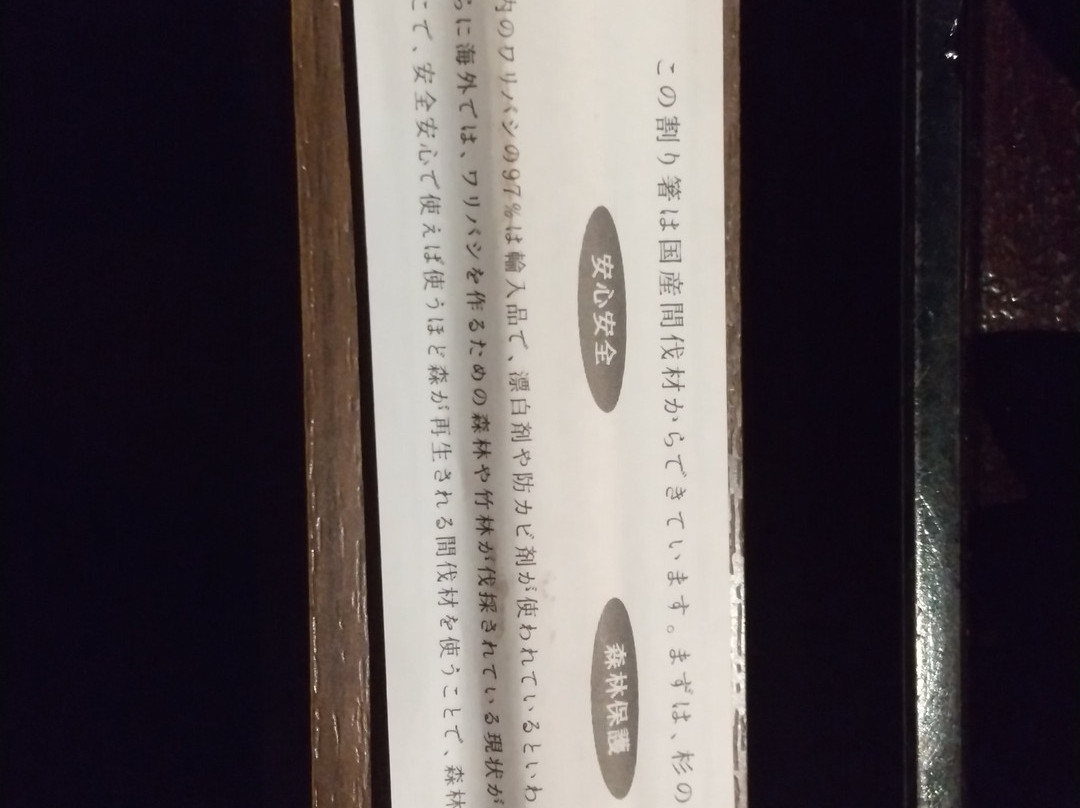 この割り箸は国産間伐材からできています。まずは、杉の
安心安全
森林保護
内のワリバシの97%は輸入品で、漂白剤や防カビ剤が使われているといわ
らに海外では、ワリバシを作るための森林や竹林が伐採されている現状が
こで、安全安心で使えば使うほど森が再生される間伐材を使うことで、森林